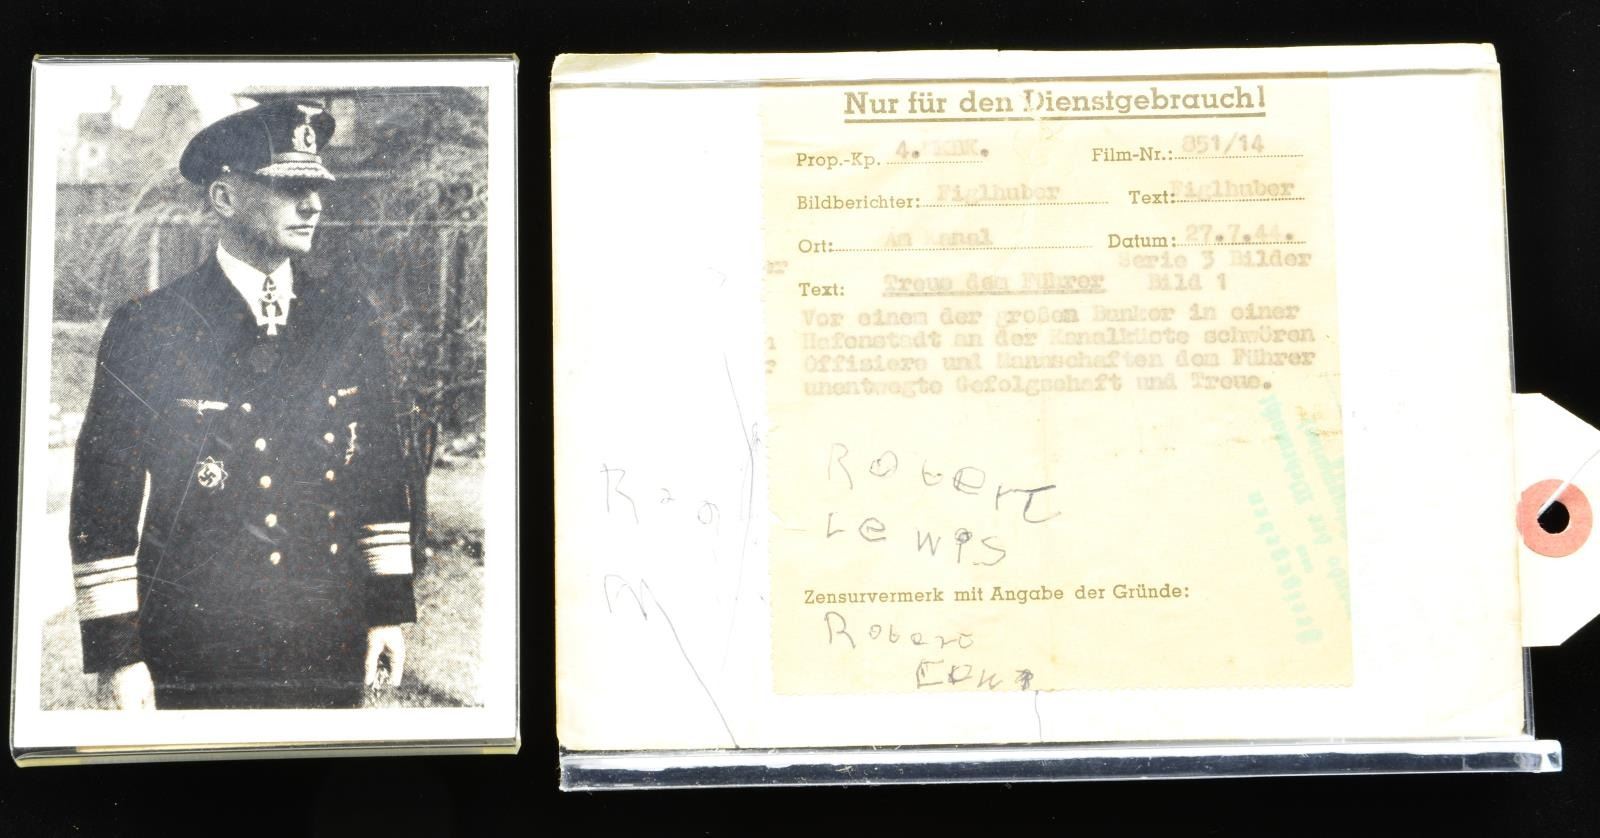 Nur für den Dienstgebrauch!
Prop.-Kp. 4. KBK. Film-Nr.: 851/14
Bildberichter: Figlhuber Text: Figlhuber
Ort: Am Kanal Datum: 27.7.44.
Serie 3 Bilder
Text: Treue dem Führer Bild 1
Vor einem der großen Bunker in einer
Hafenstadt an der Kanalküste schwören
Offiziere und Mannschaften dem Führer
unentwegte Gefolgschaft und Treue.
Robert
Lewis
Zensurvermerk mit Angabe der Gründe:
Robert